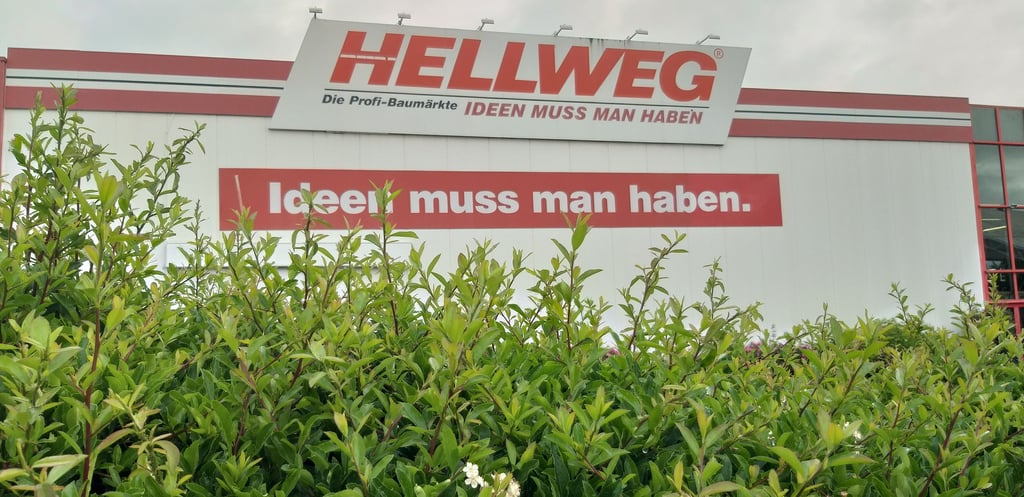 HELLWEG®
Die Profi-Baumärkte IDEEN MUSS MAN HABEN
Ideen muss man haben.